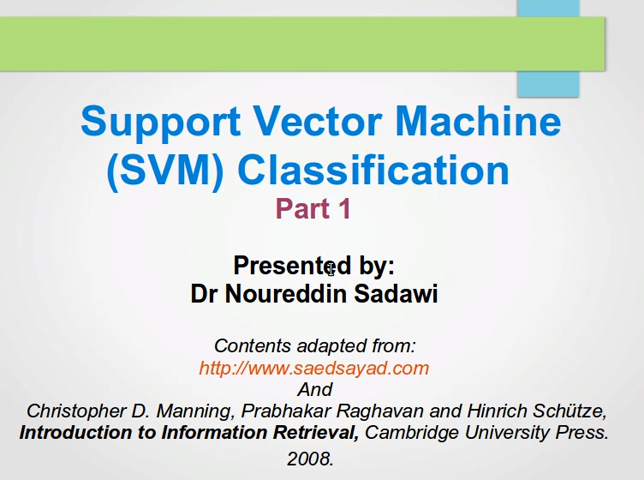 Support Vector Machine
(SVM) Classification
Part 1
Presented by:
Dr Noureddin Sadawi
Contents adapted from:
http://www.saedsayad.com
And
Christopher D. Manning, Prabhakar Raghavan and Hinrich Schütze,
Introduction to Information Retrieval, Cambridge University Press.
2008.